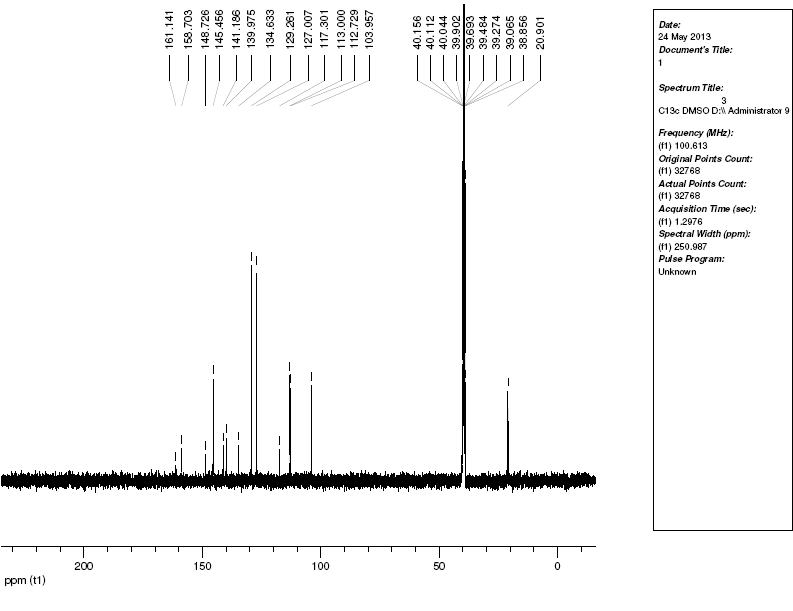 161.141
158.703
148.726
145.456
141.186
139.975
134.633
129.261
127.007
117.301
113.000
112.729
103.957
40.156
40.112
40.044
39.902
39.693
39.484
39.274
39.065
38.856
20.901
200
150
100
50
0
ppm (t1)
Date:
24 May 2013
Document's Title:
1
Spectrum Title:
3
C13c DMSO D:\\ Administrator 9
Frequency (MHz):
(f1) 100.613
Original Points Count:
(f1) 32768
Actual Points Count:
(f1) 32768
Acquisition Time (sec):
(f1) 1.2976
Spectral Width (ppm):
(f1) 250.987
Pulse Program:
Unknown